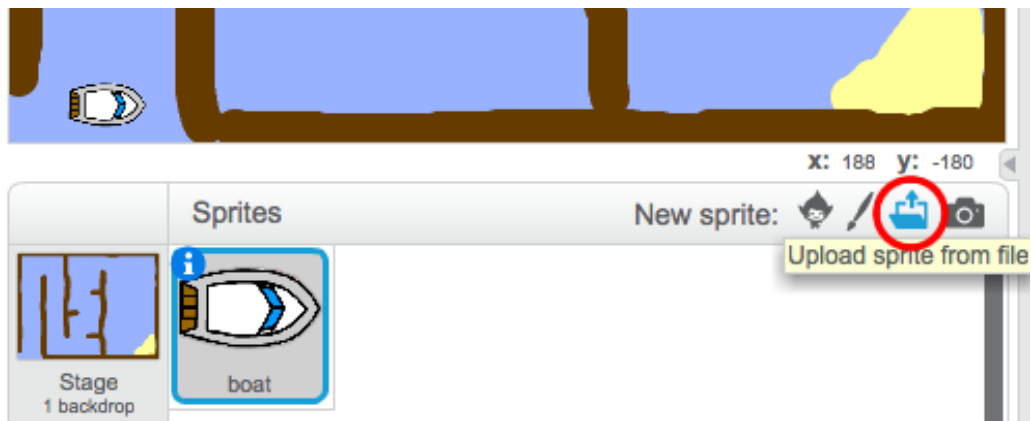 x: 188 y: -180
Sprites
New sprite:
Upload sprite from file
i
boat
Stage
1 backdrop